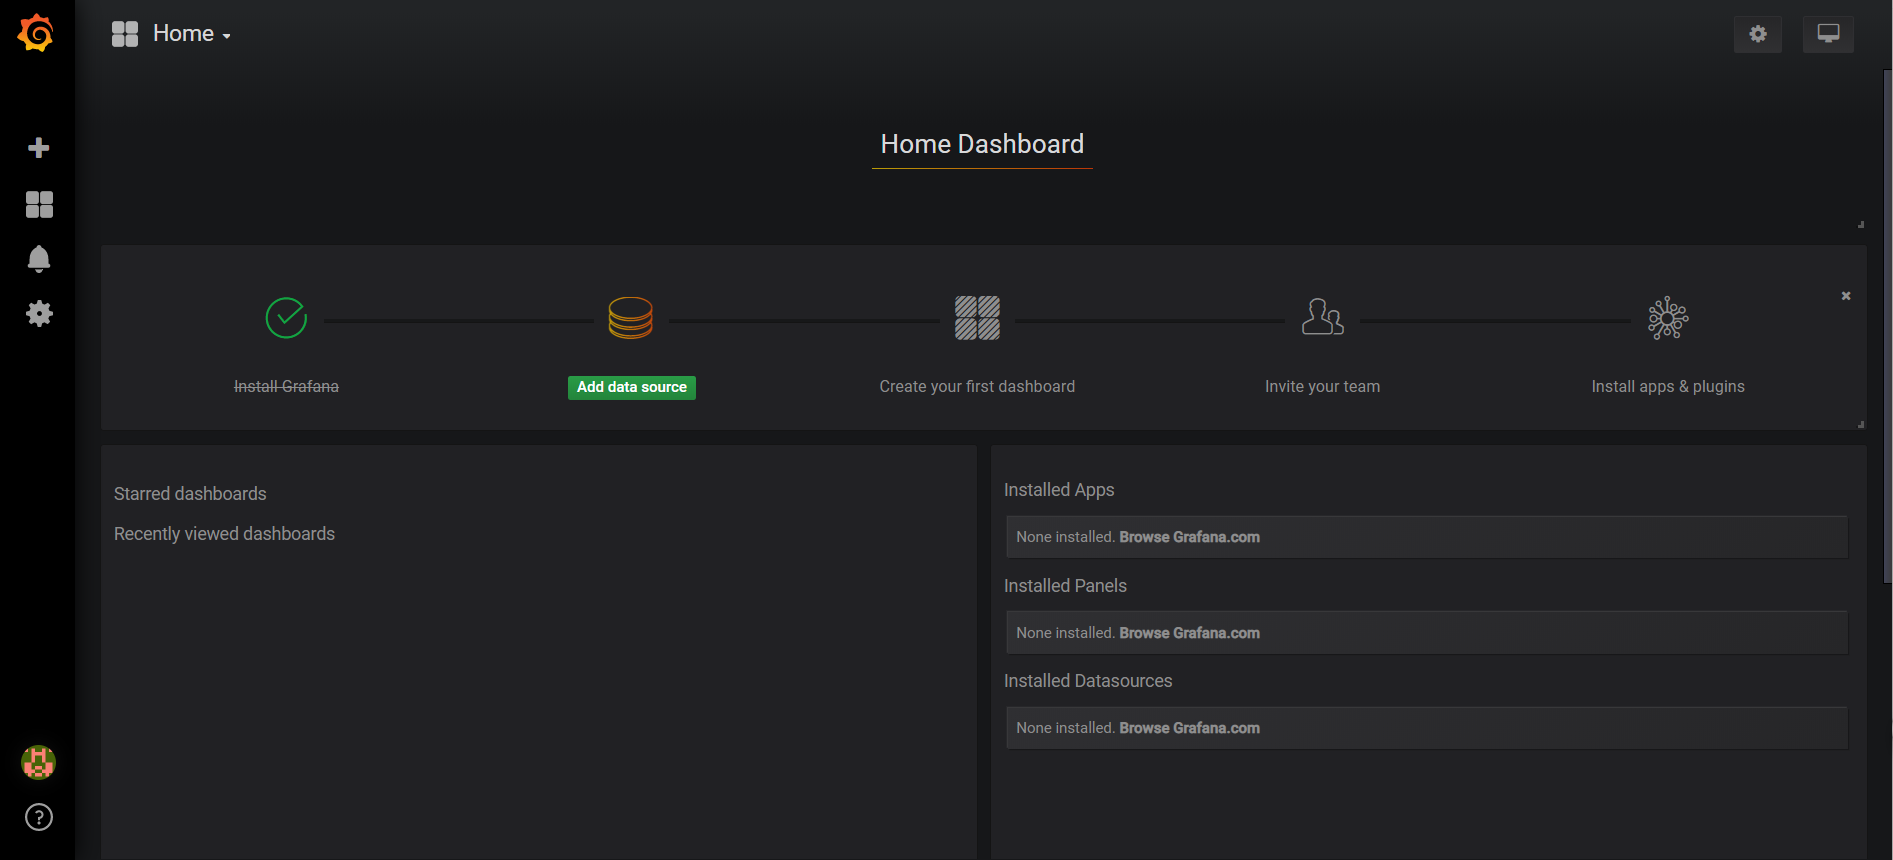 Home
Home Dashboard
Install Grafana
Add data source
Create your first dashboard
Invite your team
Install apps & plugins
Starred dashboards
Recently viewed dashboards
Installed Apps
None installed. Browse Grafana.com
Installed Panels
None installed. Browse Grafana.com
Installed Datasources
None installed. Browse Grafana.com